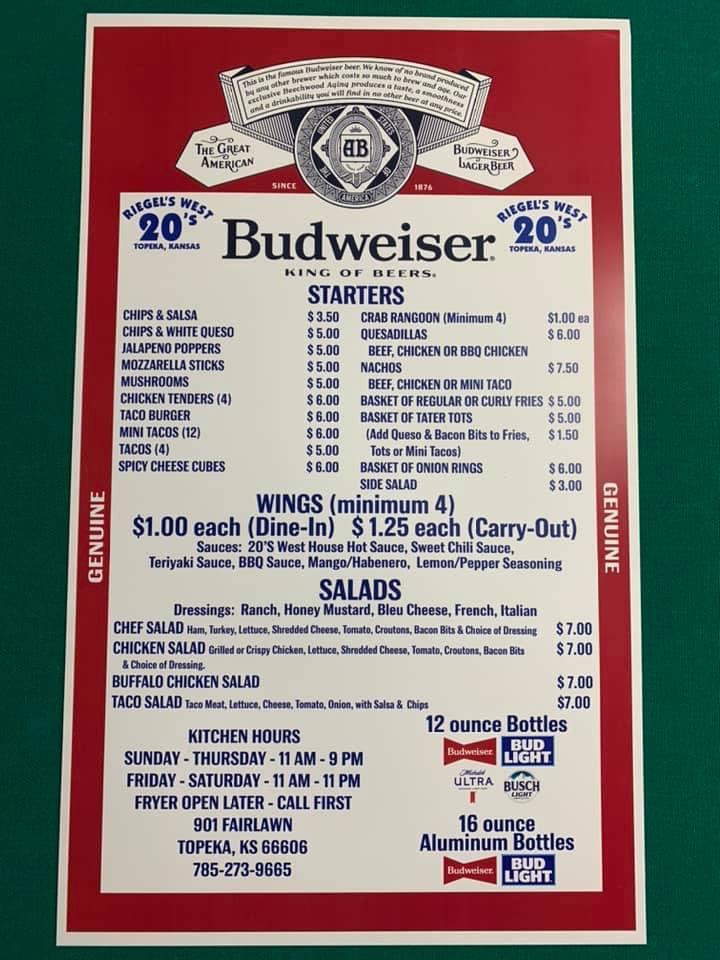 This is the famous Budweiser beer. We know of no brand produced
by any other brewer which costs so much to brew and age. Our
exclusive Beechwood Aging produces a taste, a smoothness
and a drinkability you will find in no other beer at any price.
THE GREAT
AMERICAN
BUDWEISER
LAGER BEER
UNITED
STATES
AB
OF
AMERICA
SINCE
1876
RIEGEL'S WEST
20's
TOPEKA, KANSAS
RIEGEL'S WEST
20's
TOPEKA, KANSAS
Budweiser®
KING OF BEERS®
STARTERS
CHIPS & SALSA $ 3.50
CHIPS & WHITE QUESO $ 5.00
JALAPENO POPPERS $ 5.00
MOZZARELLA STICKS $ 5.00
MUSHROOMS $ 5.00
CHICKEN TENDERS (4) $ 6.00
TACO BURGER $ 6.00
MINI TACOS (12) $ 6.00
TACOS (4) $ 5.00
SPICY CHEESE CUBES $ 6.00
CRAB RANGOON (Minimum 4) $1.00 ea
QUESADILLAS $ 6.00
BEEF, CHICKEN OR BBQ CHICKEN
NACHOS $ 7.50
BEEF, CHICKEN OR MINI TACO
BASKET OF REGULAR OR CURLY FRIES $ 5.00
BASKET OF TATER TOTS $ 5.00
(Add Queso & Bacon Bits to Fries, $ 1.50
Tots or Mini Tacos)
BASKET OF ONION RINGS $ 6.00
SIDE SALAD $ 3.00
GENUINE
GENUINE
WINGS (minimum 4)
$1.00 each (Dine-In) $ 1.25 each (Carry-Out)
Sauces: 20'S West House Hot Sauce, Sweet Chili Sauce,
Teriyaki Sauce, BBQ Sauce, Mango/Habenero, Lemon/Pepper Seasoning
SALADS
Dressings: Ranch, Honey Mustard, Bleu Cheese, French, Italian
CHEF SALAD Ham, Turkey, Lettuce, Shredded Cheese, Tomato, Croutons, Bacon Bits & Choice of Dressing $ 7.00
CHICKEN SALAD Grilled or Crispy Chicken, Lettuce, Shredded Cheese, Tomato, Croutons, Bacon Bits $ 7.00
& Choice of Dressing.
BUFFALO CHICKEN SALAD $ 7.00
TACO SALAD Taco Meat, Lettuce, Cheese, Tomato, Onion, with Salsa & Chips $7.00
KITCHEN HOURS
SUNDAY - THURSDAY - 11 AM - 9 PM
FRIDAY - SATURDAY - 11 AM - 11 PM
FRYER OPEN LATER - CALL FIRST
901 FAIRLAWN
TOPEKA, KS 66606
785-273-9665
12 ounce Bottles
Budweiser
BUD
LIGHT
Michelob
ULTRA
BUSCH
LIGHT
16 ounce
Aluminum Bottles
Budweiser
BUD
LIGHT